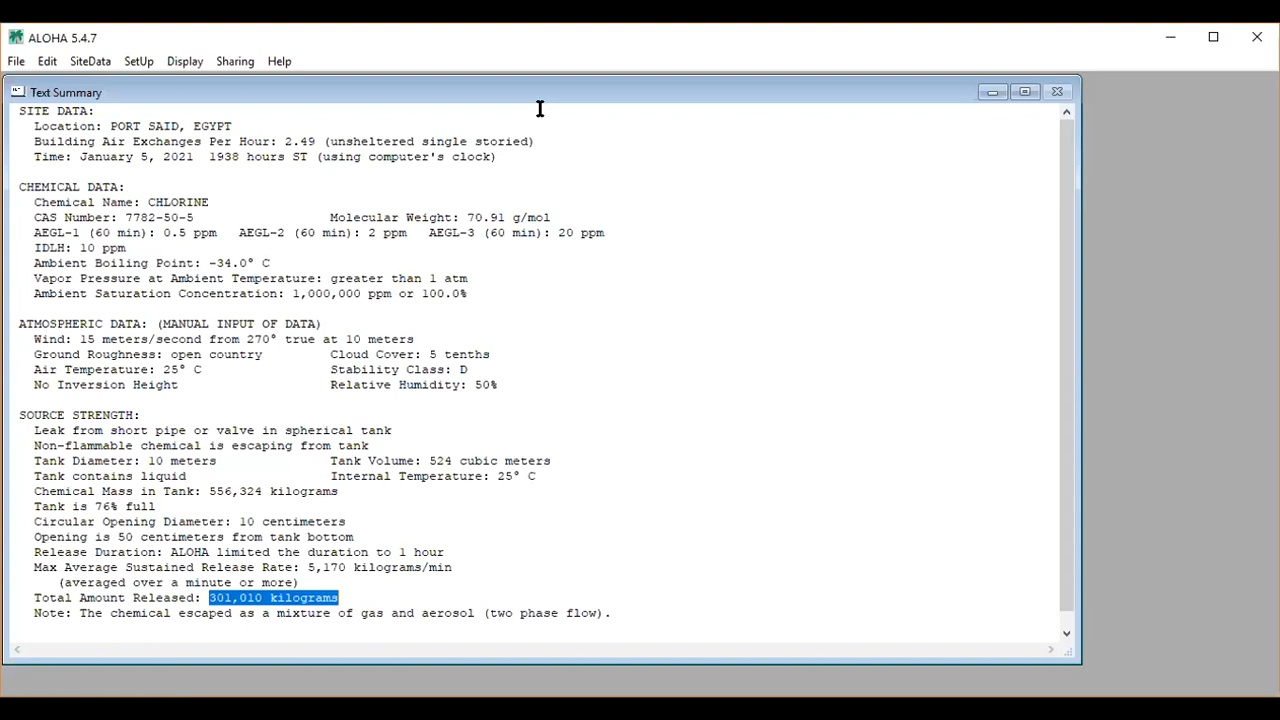 ALOHA 5.4.7
File Edit SiteData SetUp Display Sharing Help
Text Summary
SITE DATA:
Location: PORT SAID, EGYPT
Building Air Exchanges Per Hour: 2.49 (unsheltered single storied)
Time: January 5, 2021 1938 hours ST (using computer's clock)
CHEMICAL DATA:
Chemical Name: CHLORINE
CAS Number: 7782-50-5 Molecular Weight: 70.91 g/mol
AEGL-1 (60 min): 0.5 ppm AEGL-2 (60 min): 2 ppm AEGL-3 (60 min): 20 ppm
IDLH: 10 ppm
Ambient Boiling Point: -34.0° C
Vapor Pressure at Ambient Temperature: greater than 1 atm
Ambient Saturation Concentration: 1,000,000 ppm or 100.0%
ATMOSPHERIC DATA: (MANUAL INPUT OF DATA)
Wind: 15 meters/second from 270° true at 10 meters
Ground Roughness: open country Cloud Cover: 5 tenths
Air Temperature: 25° C Stability Class: D
No Inversion Height Relative Humidity: 50%
SOURCE STRENGTH:
Leak from short pipe or valve in spherical tank
Non-flammable chemical is escaping from tank
Tank Diameter: 10 meters Tank Volume: 524 cubic meters
Tank contains liquid Internal Temperature: 25° C
Chemical Mass in Tank: 556,324 kilograms
Tank is 76% full
Circular Opening Diameter: 10 centimeters
Opening is 50 centimeters from tank bottom
Release Duration: ALOHA limited the duration to 1 hour
Max Average Sustained Release Rate: 5,170 kilograms/min
(averaged over a minute or more)
Total Amount Released: 301,010 kilograms
Note: The chemical escaped as a mixture of gas and aerosol (two phase flow).